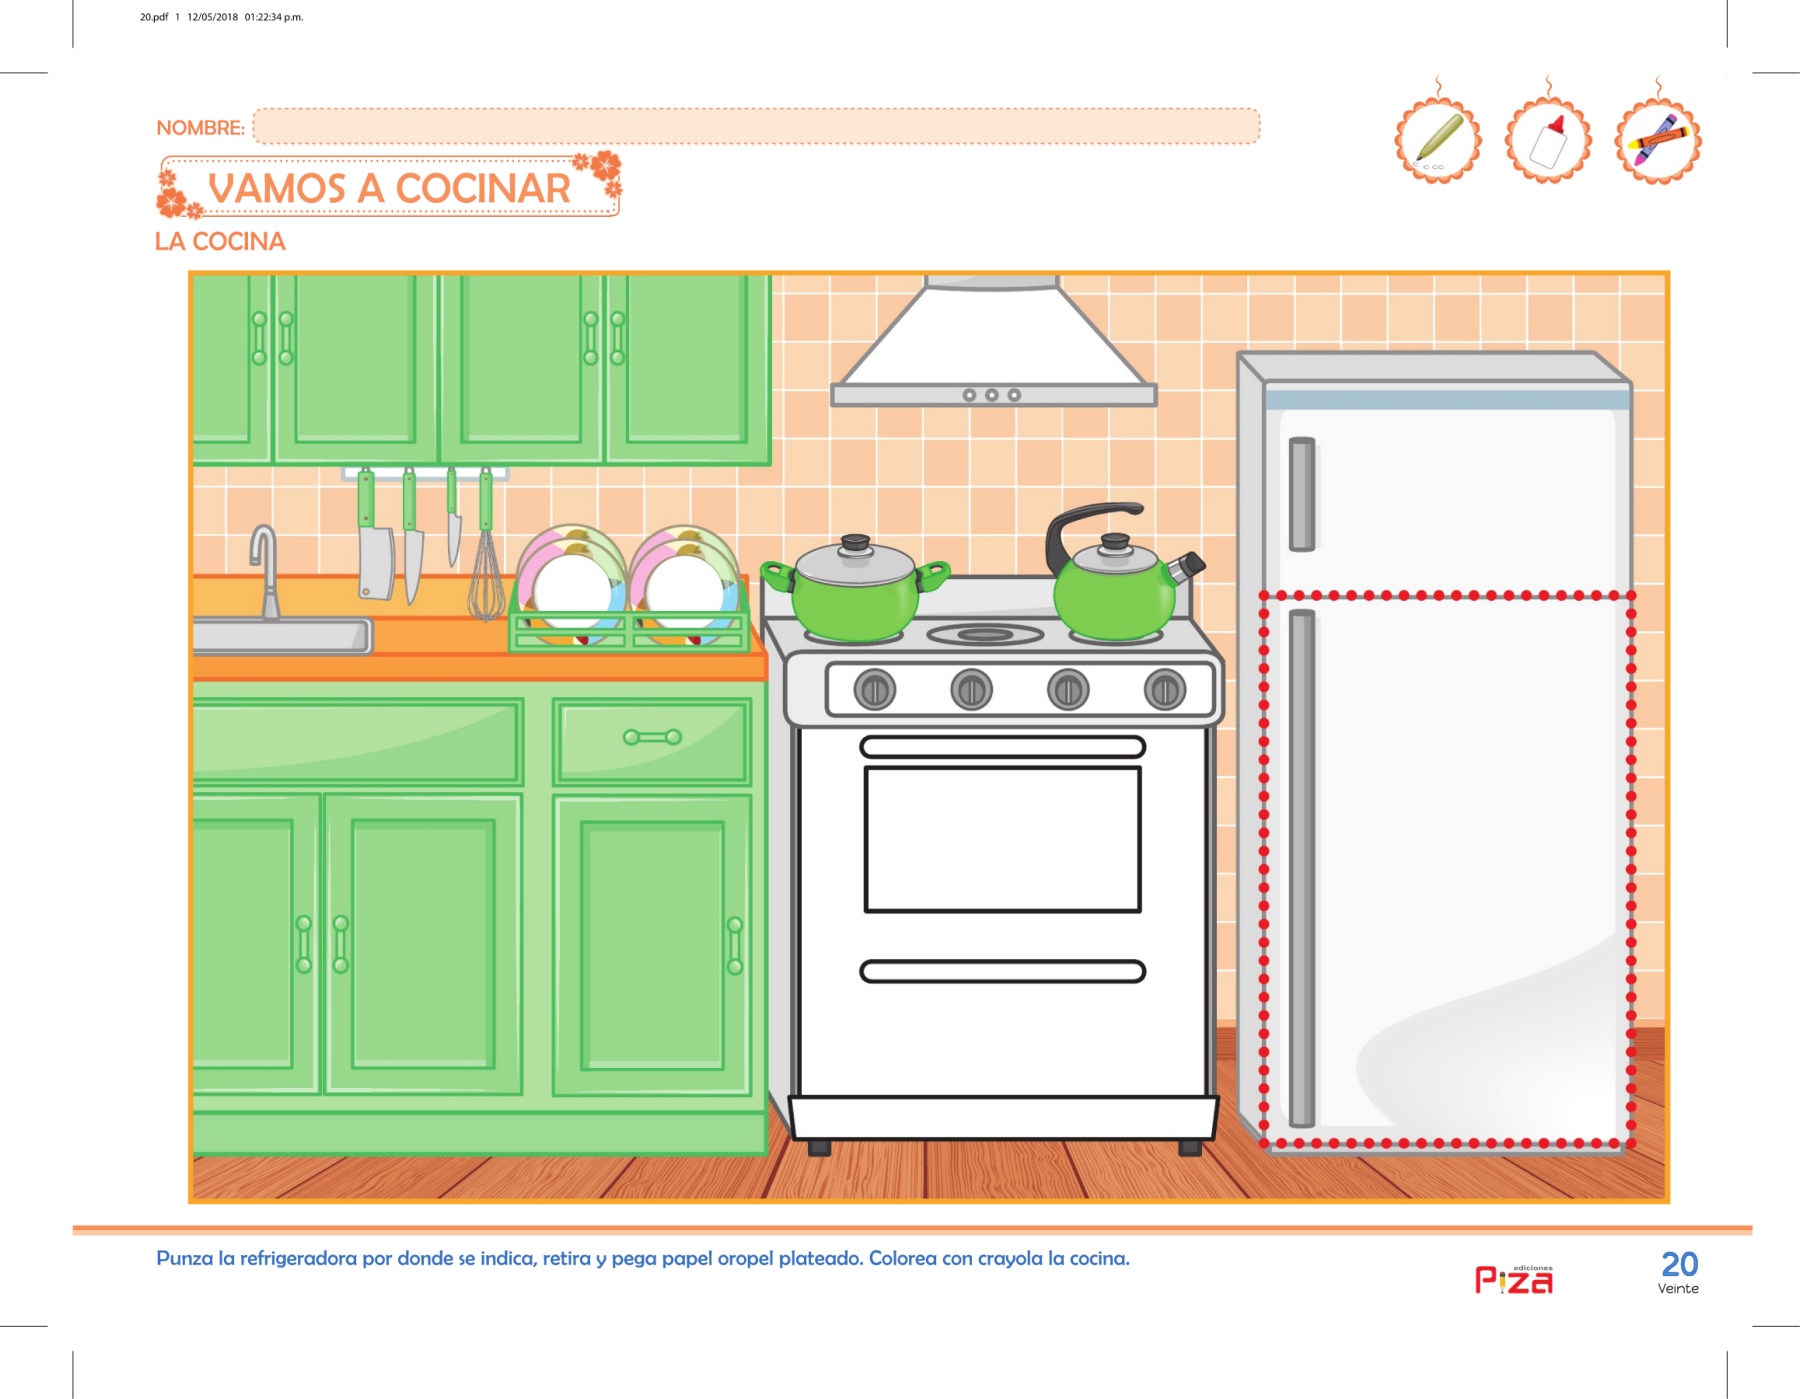 20.pdf 1 12/05/2018 01:22:34 p.m.
NOMBRE:
VAMOS A COCINAR
LA COCINA
Punza la refrigeradora por donde se indica, retira y pega papel oropel plateado. Colorea con crayola la cocina.
ediciones
Piza
20
Veinte